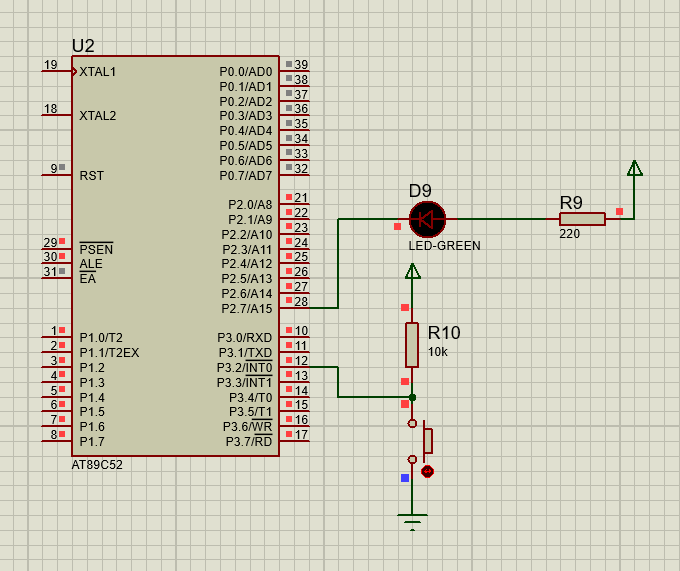 U2
19 XTAL1 P0.0/AD0 39
P0.1/AD1 38
P0.2/AD2 37
18 XTAL2 P0.3/AD3 36
P0.4/AD4 35
P0.5/AD5 34
P0.6/AD6 33
9 RST P0.7/AD7 32
P2.0/A8 21
P2.1/A9 22
P2.2/A10 23
29 PSEN P2.3/A11 24
30 ALE P2.4/A12 25
31 EA P2.5/A13 26
P2.6/A14 27
P2.7/A15 28
1 P1.0/T2 P3.0/RXD 10
2 P1.1/T2EX P3.1/TXD 11
3 P1.2 P3.2/INT0 12
4 P1.3 P3.3/INT1 13
5 P1.4 P3.4/T0 14
6 P1.5 P3.5/T1 15
7 P1.6 P3.6/WR 16
8 P1.7 P3.7/RD 17
AT89C52
D9
LED-GREEN
R9
220
R10
10k